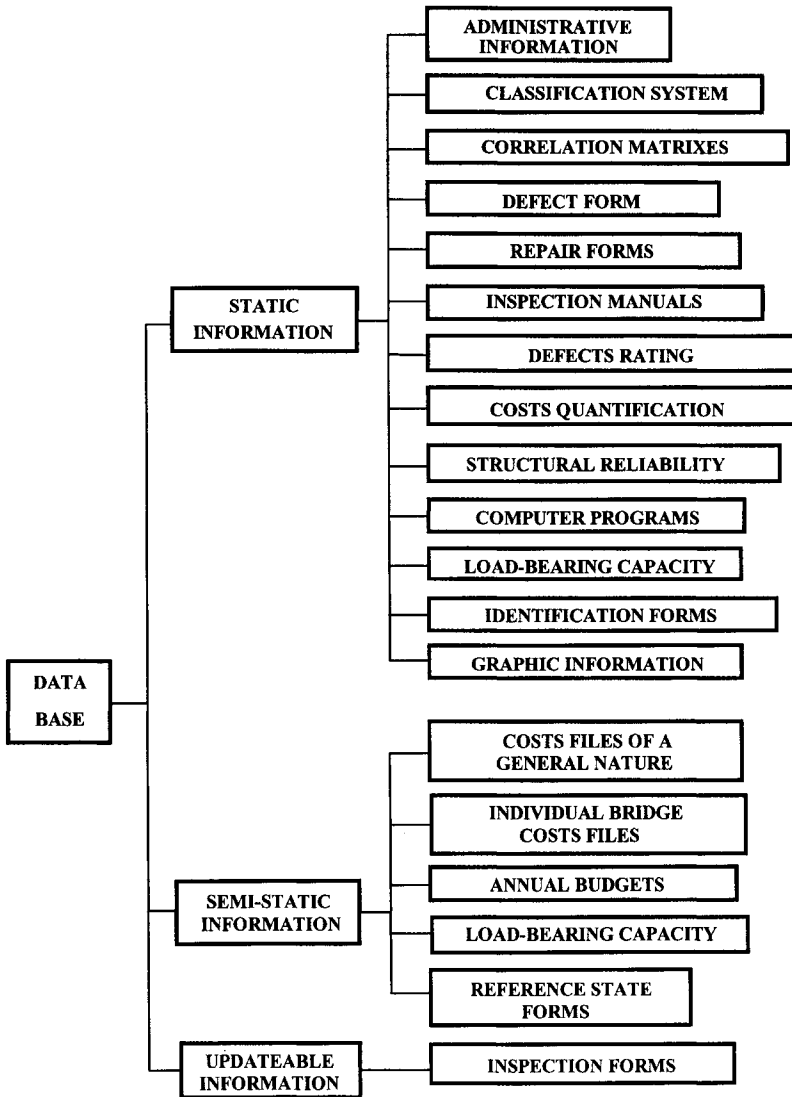 ADMINISTRATIVE
INFORMATION
CLASSIFICATION SYSTEM
CORRELATION MATRIXES
DEFECT FORM
REPAIR FORMS
STATIC
INFORMATION
INSPECTION MANUALS
DEFECTS RATING
COSTS QUANTIFICATION
STRUCTURAL RELIABILITY
COMPUTER PROGRAMS
LOAD-BEARING CAPACITY
IDENTIFICATION FORMS
GRAPHIC INFORMATION
DATA
BASE
COSTS FILES OF A
GENERAL NATURE
INDIVIDUAL BRIDGE
COSTS FILES
SEMI-STATIC
INFORMATION
ANNUAL BUDGETS
LOAD-BEARING CAPACITY
REFERENCE STATE
FORMS
UPDATEABLE
INFORMATION
INSPECTION FORMS